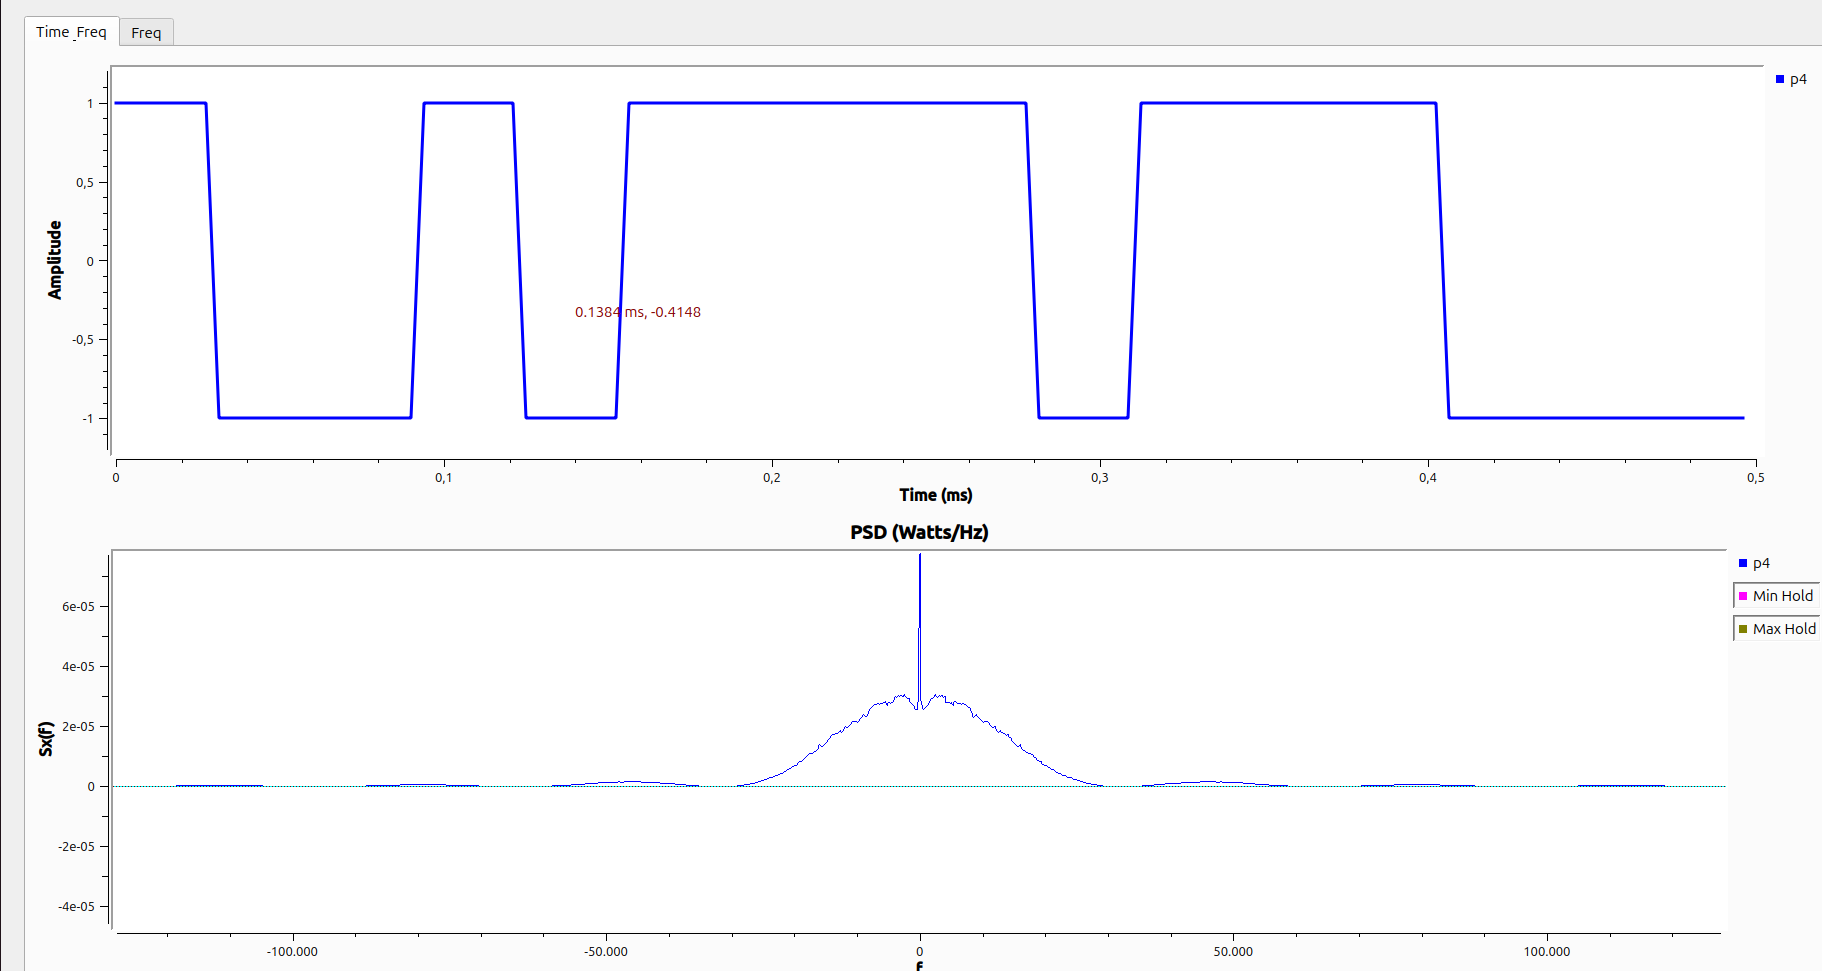 Time_Freq
Freq
p4
1
0,5
0
-0,5
-1
Amplitude
0.1384 ms, -0.4148
0
0,1
0,2
0,3
0,4
0,5
Time (ms)
PSD (Watts/Hz)
p4
Min Hold
Max Hold
6e-05
4e-05
2e-05
0
-2e-05
-4e-05
Sx(f)
-100.000
-50.000
0
50.000
100.000